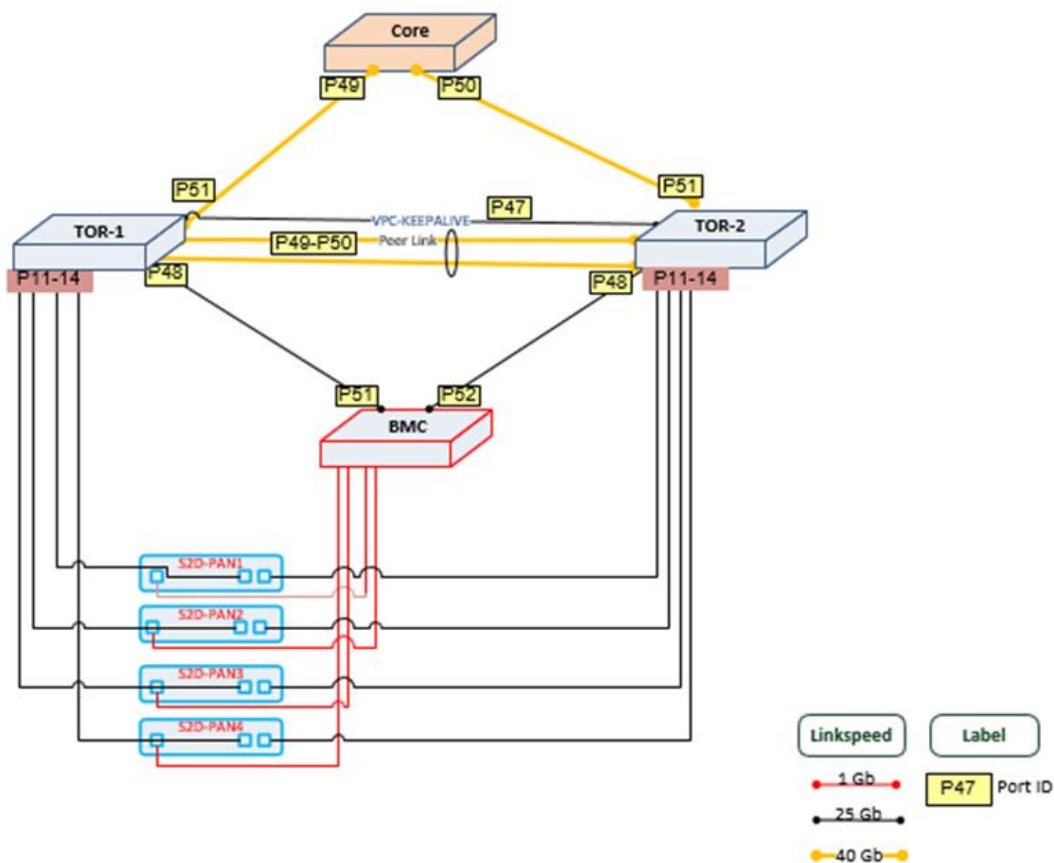 Core
P49
P50
P51
P51
P47
VPC-KEEPALIVE
TOR-1
TOR-2
Peer Link
P49-P50
P48
P48
P11-14
P11-14
P51
P52
BMC
S2D-PAN1
S2D-PAN2
S2D-PAN3
S2D-PAN4
Linkspeed
Label
1 Gb
P47
Port ID
25 Gb
40 Gb